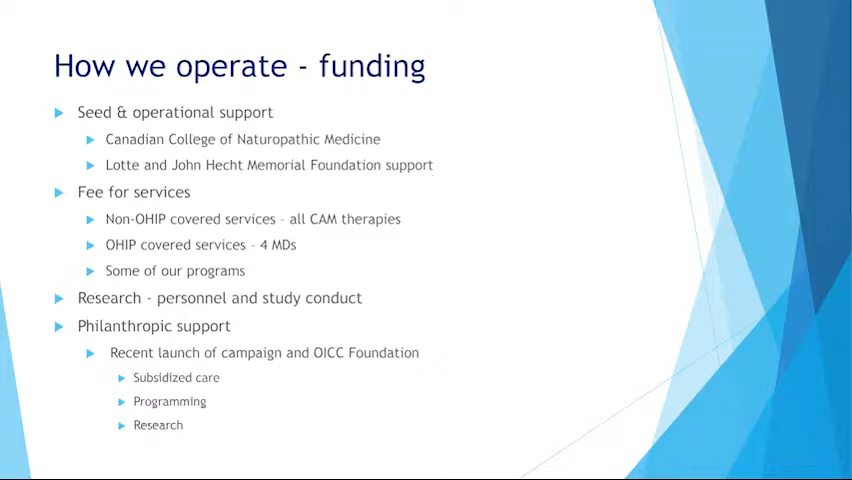 How we operate - funding
Seed & operational support
Canadian College of Naturopathic Medicine
Lotte and John Hecht Memorial Foundation support
Fee for services
Non-OHIP covered services – all CAM therapies
OHIP covered services – 4 MDs
Some of our programs
Research - personnel and study conduct
Philanthropic support
Recent launch of campaign and OICC Foundation
Subsidized care
Programming
Research